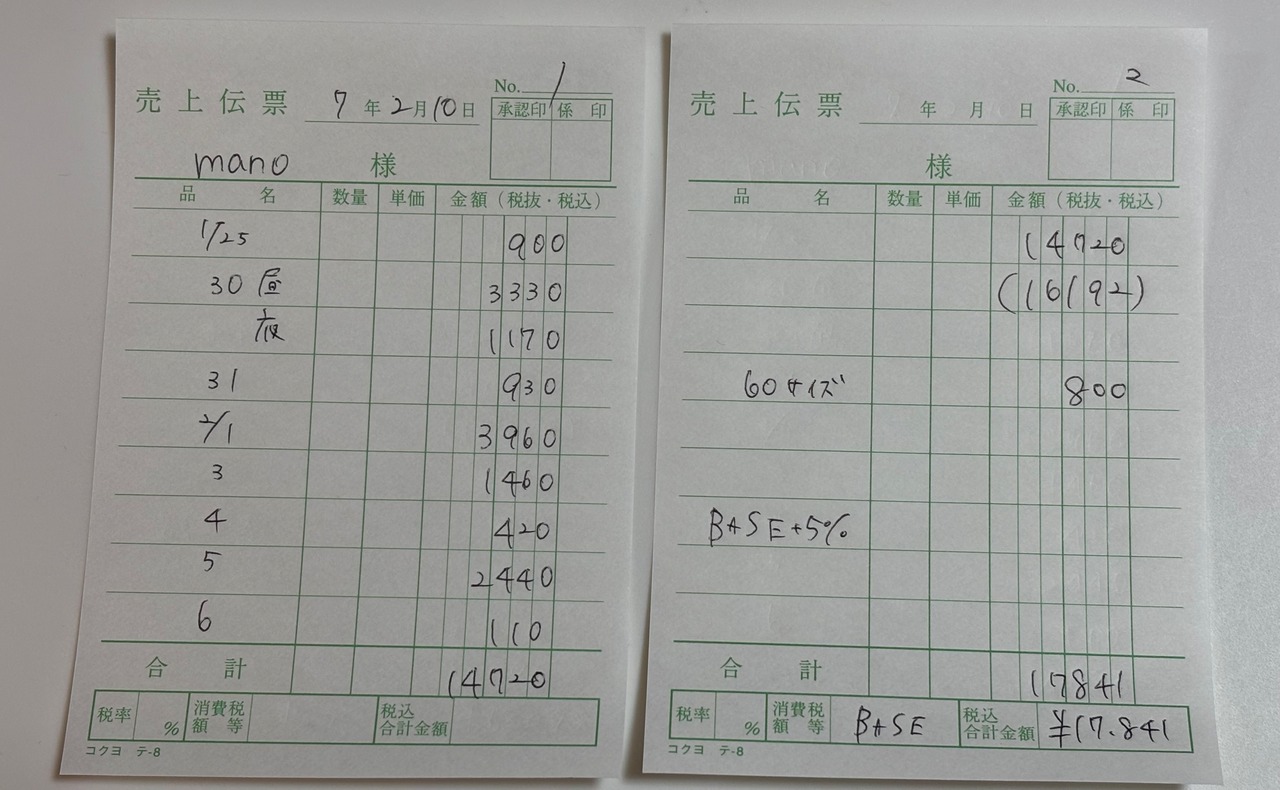 売上伝票 7年2月10日 No. 1
承認印 係印
mano 様
品名 数量 単価 金額（税抜・税込）
1/25 900
30 昼 3330
夜 1170
31 930
2/1 3960
3 1460
4 420
5 2440
6 110
合計 14720
税率 % 消費税額等 税込合計金額
コクヨ テ-8
売上伝票 年 月 日 No. 2
承認印 係印
様
品名 数量 単価 金額（税抜・税込）
14720
(16192)
60サイズ 800
BASE+5%
合計 17841
税率 % 消費税額等 BASE 税込合計金額 ¥17.841
コクヨ テ-8